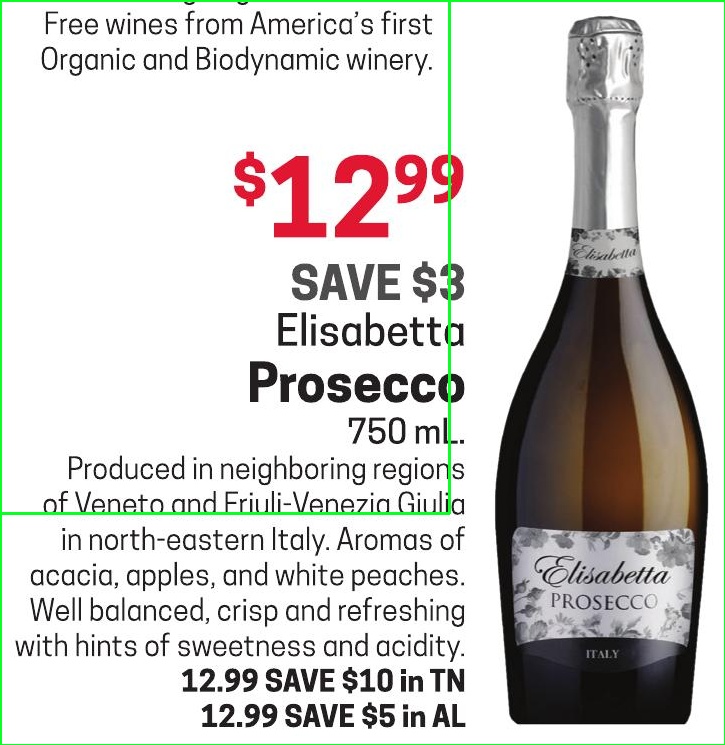 Free wines from America's first
Organic and Biodynamic winery.
$12.99
SAVE $3
Elisabetta
Prosecco
750 mL.
Produced in neighboring regions
of Veneto and Friuli-Venezia Giulia
in north-eastern Italy. Aromas of
acacia, apples, and white peaches.
Well balanced, crisp and refreshing
with hints of sweetness and acidity.
12.99 SAVE $10 in TN
12.99 SAVE $5 in AL
Elisabetta
Elisabetta
PROSECCO
ITALY